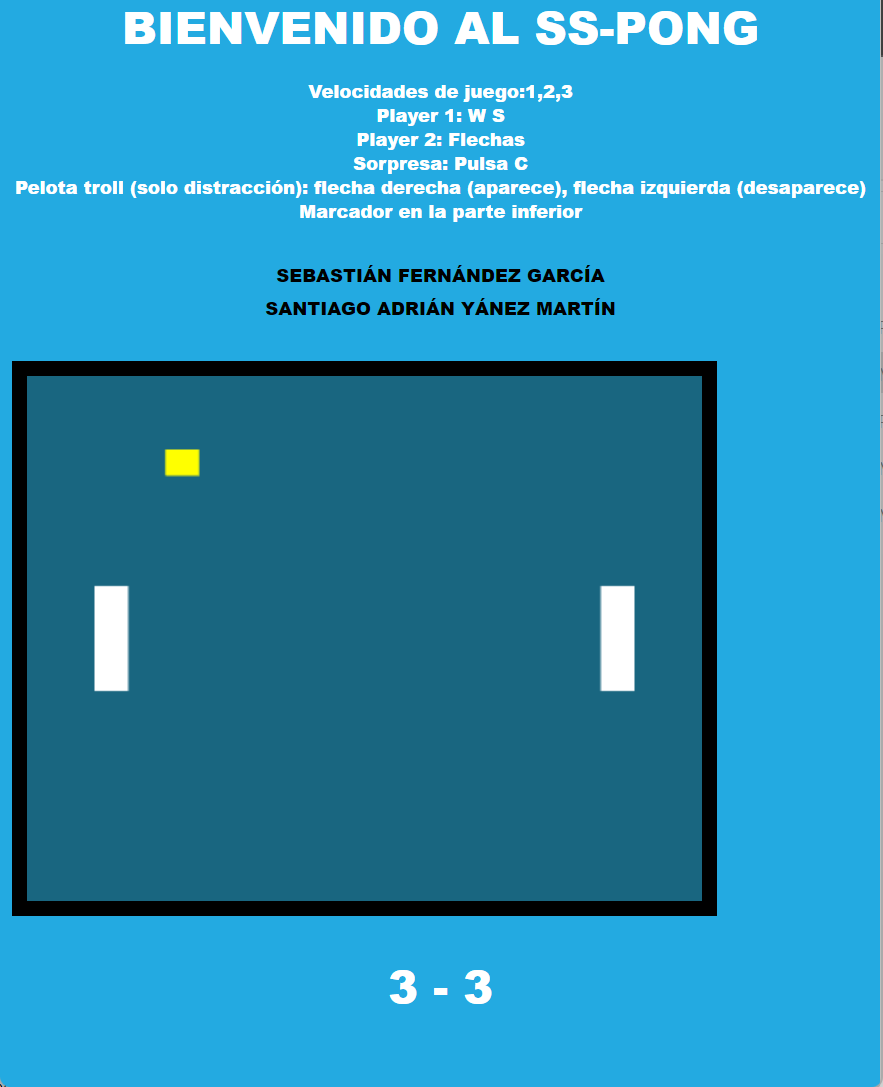 BIENVENIDO AL SS-PONG
Velocidades de juego:1,2,3
Player 1: W S
Player 2: Flechas
Sorpresa: Pulsa C
Pelota troll (solo distracción): flecha derecha (aparece), flecha izquierda (desaparece)
Marcador en la parte inferior
SEBASTIÁN FERNÁNDEZ GARCÍA
SANTIAGO ADRIÁN YÁNEZ MARTÍN
3 - 3